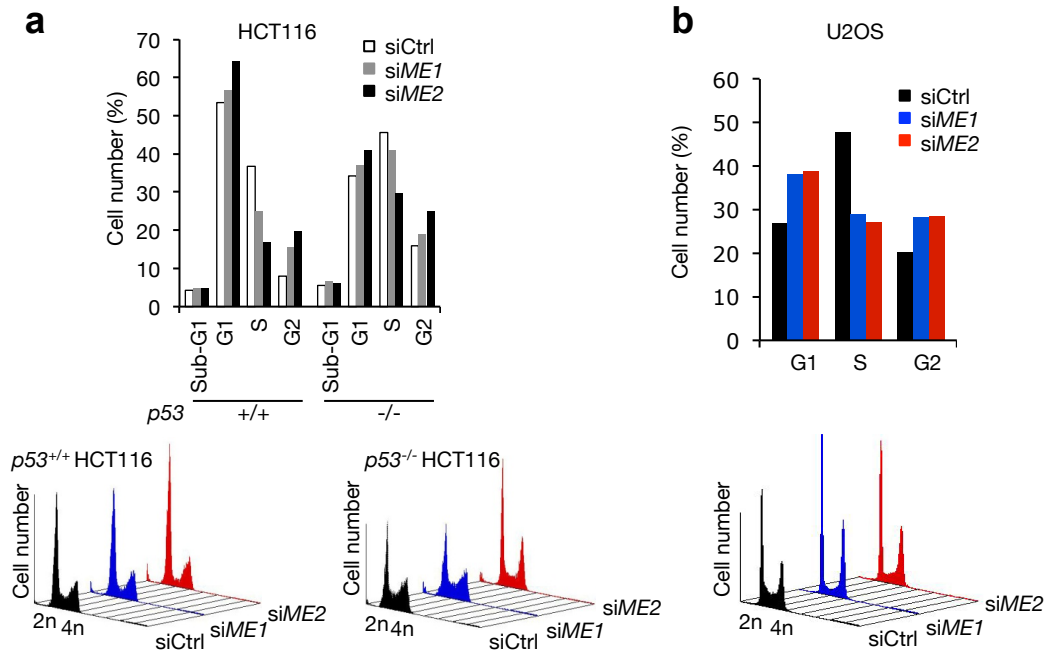 a
HCT116
Cell number (%)
70
60
50
40
30
20
10
0
siCtrl
siME1
siME2
Sub-G1
G1
S
G2
Sub-G1
G1
S
G2
p53 +/+ -/-
b
U2OS
Cell number (%)
60
50
40
30
20
10
0
siCtrl
siME1
siME2
G1 S G2
p53+/+ HCT116
Cell number
2n 4n
siCtrl
siME1
siME2
p53-/- HCT116
Cell number
2n 4n
siCtrl
siME1
siME2
Cell number
2n 4n
siCtrl
siME1
siME2